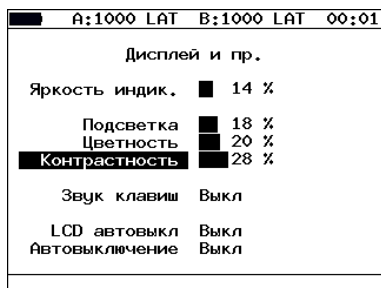 A:1000 LAT B:1000 LAT 00:01
Дисплей и пр.
Яркость индик. 14 %
Подсветка 18 %
Цветность 20 %
Контрастность 28 %
Звук клавиш Выкл
LCD автовыкл Выкл
Автовыключение Выкл